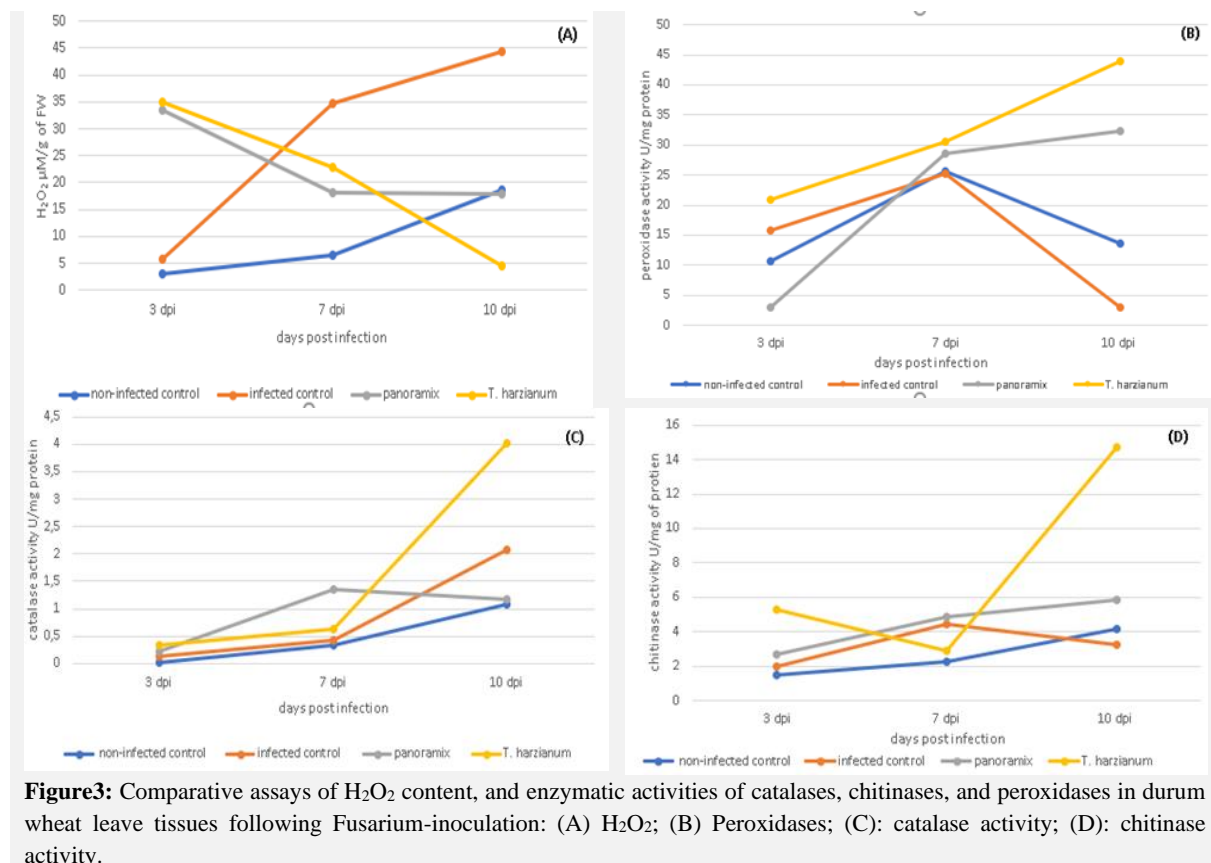 (A)
50
45
40
35
30
25
20
15
10
5
0
H₂O₂ µM/g of FW
3 dpi 7 dpi 10 dpi
days post infection
non-infected control infected control panoramix T. harzianum
(B)
50
45
40
35
30
25
20
15
10
5
0
peroxidase activity U/mg protein
3 dpi 7 dpi 10 dpi
days post infection
non-infected control infected control panoramix T. harzianum
(C)
4,5
4
3,5
3
2,5
2
1,5
1
0,5
0
catalase activity U/mg protein
3 dpi 7 dpi 10 dpi
days post infection
non-infected control infected control panoramix T. harzianum
(D)
16
14
12
10
8
6
4
2
0
chitinase activity U/mg of protien
3 dpi 7 dpi 10 dpi
days post infection
non-infected control infected control panoramix T. harzianum
Figure3: Comparative assays of H₂O₂ content, and enzymatic activities of catalases, chitinases, and peroxidases in durum
wheat leave tissues following Fusarium-inoculation: (A) H₂O₂; (B) Peroxidases; (C): catalase activity; (D): chitinase
activity.